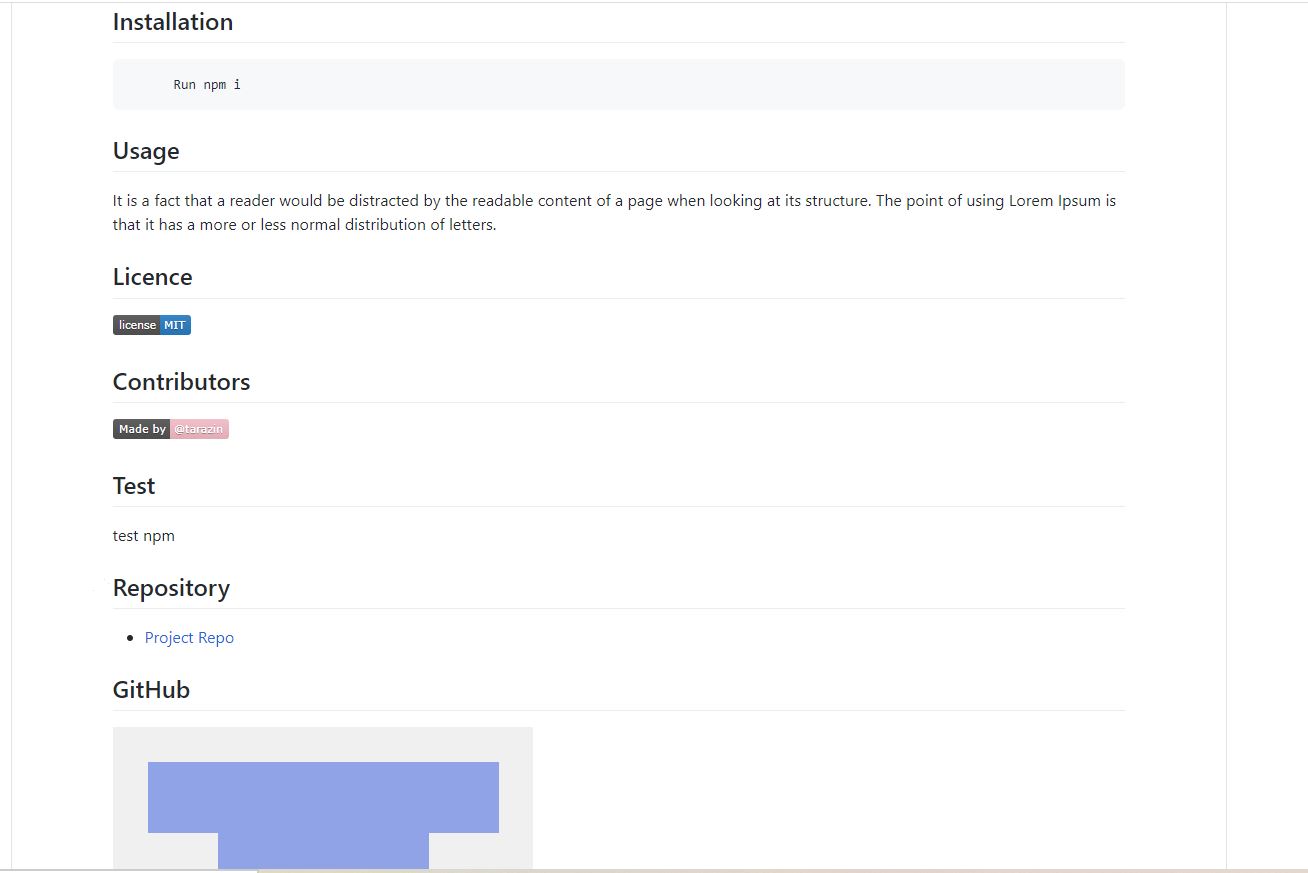 Installation
Run npm i
Usage
It is a fact that a reader would be distracted by the readable content of a page when looking at its structure. The point of using Lorem Ipsum is
that it has a more or less normal distribution of letters.
Licence
license MIT
Contributors
Made by @tarazin
Test
test npm
Repository
Project Repo
GitHub